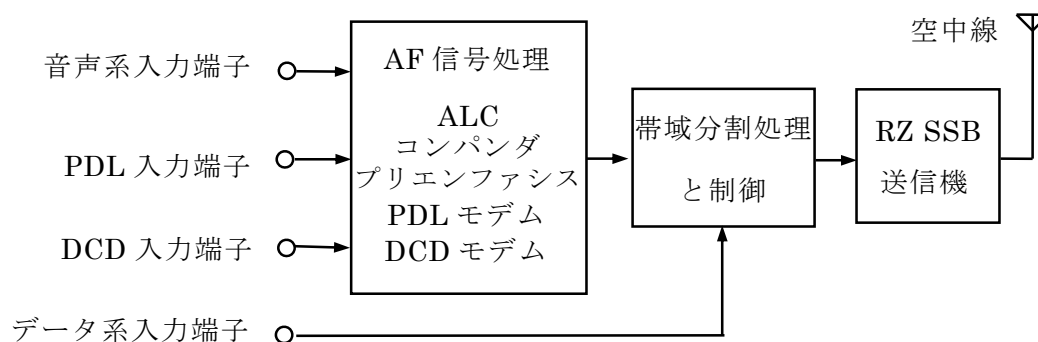 空中線
音声系入力端子
PDL 入力端子
DCD 入力端子
データ系入力端子
AF 信号処理
ALC
コンパンダ
プリエンファシス
PDL モデム
DCD モデム
帯域分割処理
と制御
RZ SSB
送信機